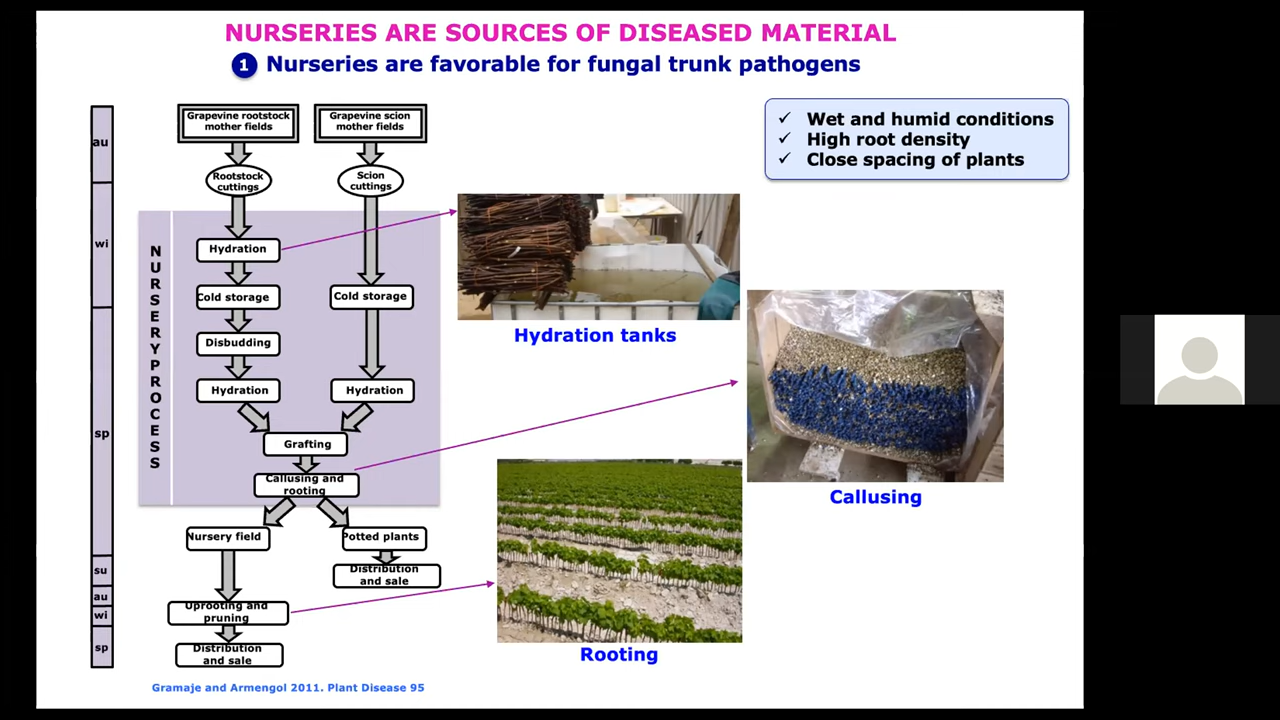 NURSERIES ARE SOURCES OF DISEASED MATERIAL
1 Nurseries are favorable for fungal trunk pathogens
✓ Wet and humid conditions
✓ High root density
✓ Close spacing of plants
au
wi
sp
su
au
wi
sp
Grapevine rootstock
mother fields
Grapevine scion
mother fields
Rootstock
cuttings
Scion
cuttings
NURSERY PROCESS
Hydration
Cold storage
Cold storage
Disbudding
Hydration
Hydration
Grafting
Callusing and
rooting
Nursery field
Potted plants
Distribution
and sale
Uprooting and
pruning
Distribution
and sale
Hydration tanks
Callusing
Rooting
Gramaje and Armengol 2011. Plant Disease 95